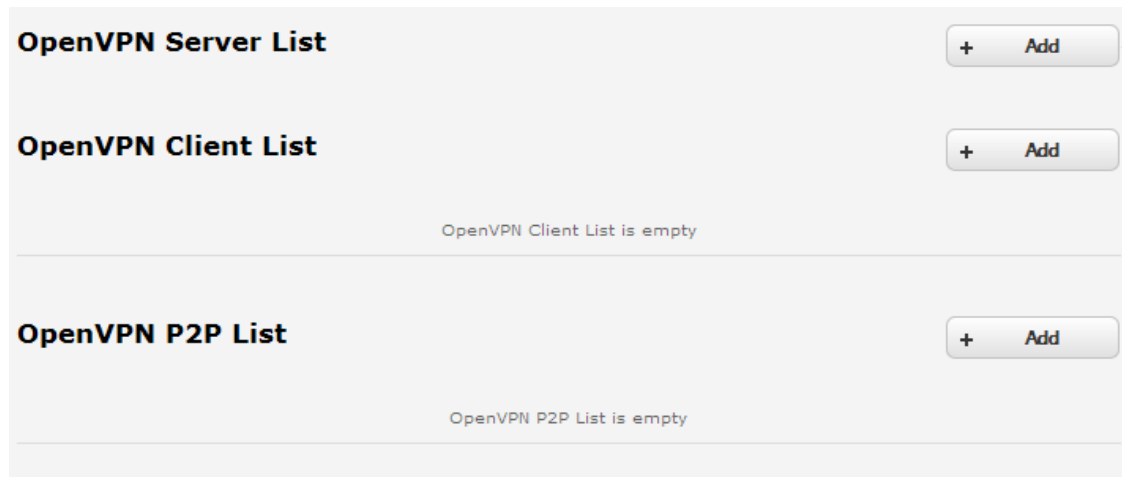 OpenVPN Server List
+ Add
OpenVPN Client List
+ Add
OpenVPN Client List is empty
OpenVPN P2P List
+ Add
OpenVPN P2P List is empty